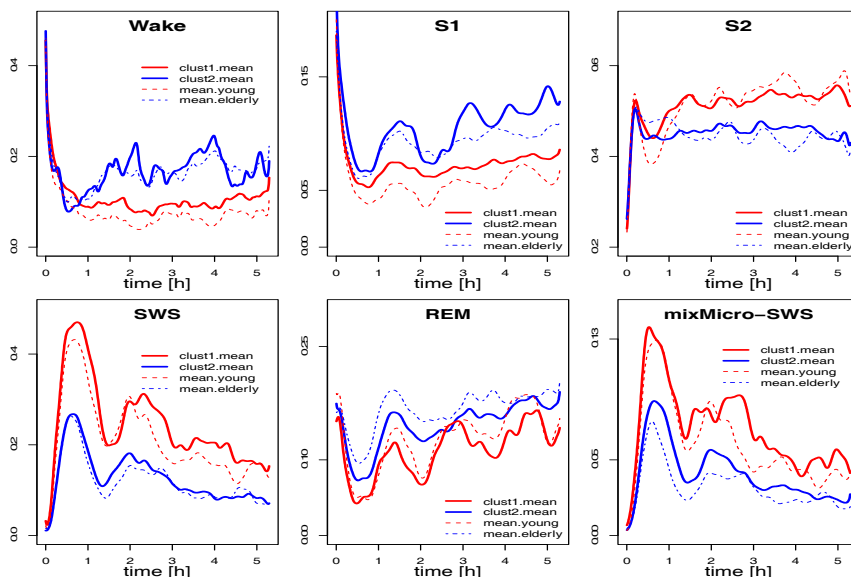 Wake
clust1.mean
clust2.mean
mean.young
mean.elderly
0.0 0.2 0.4
0 1 2 3 4 5
time [h]
S1
clust1.mean
clust2.mean
mean.young
mean.elderly
0.00 0.05 0.15
0 1 2 3 4 5
time [h]
S2
clust1.mean
clust2.mean
mean.young
mean.elderly
0.2 0.4 0.6
0 1 2 3 4 5
time [h]
SWS
clust1.mean
clust2.mean
mean.young
mean.elderly
0.0 0.2 0.4
0 1 2 3 4 5
time [h]
REM
clust1.mean
clust2.mean
mean.young
mean.elderly
0.00 0.10 0.25
0 1 2 3 4 5
time [h]
mixMicro-SWS
clust1.mean
clust2.mean
mean.young
mean.elderly
0.00 0.05 0.13
0 1 2 3 4 5
time [h]